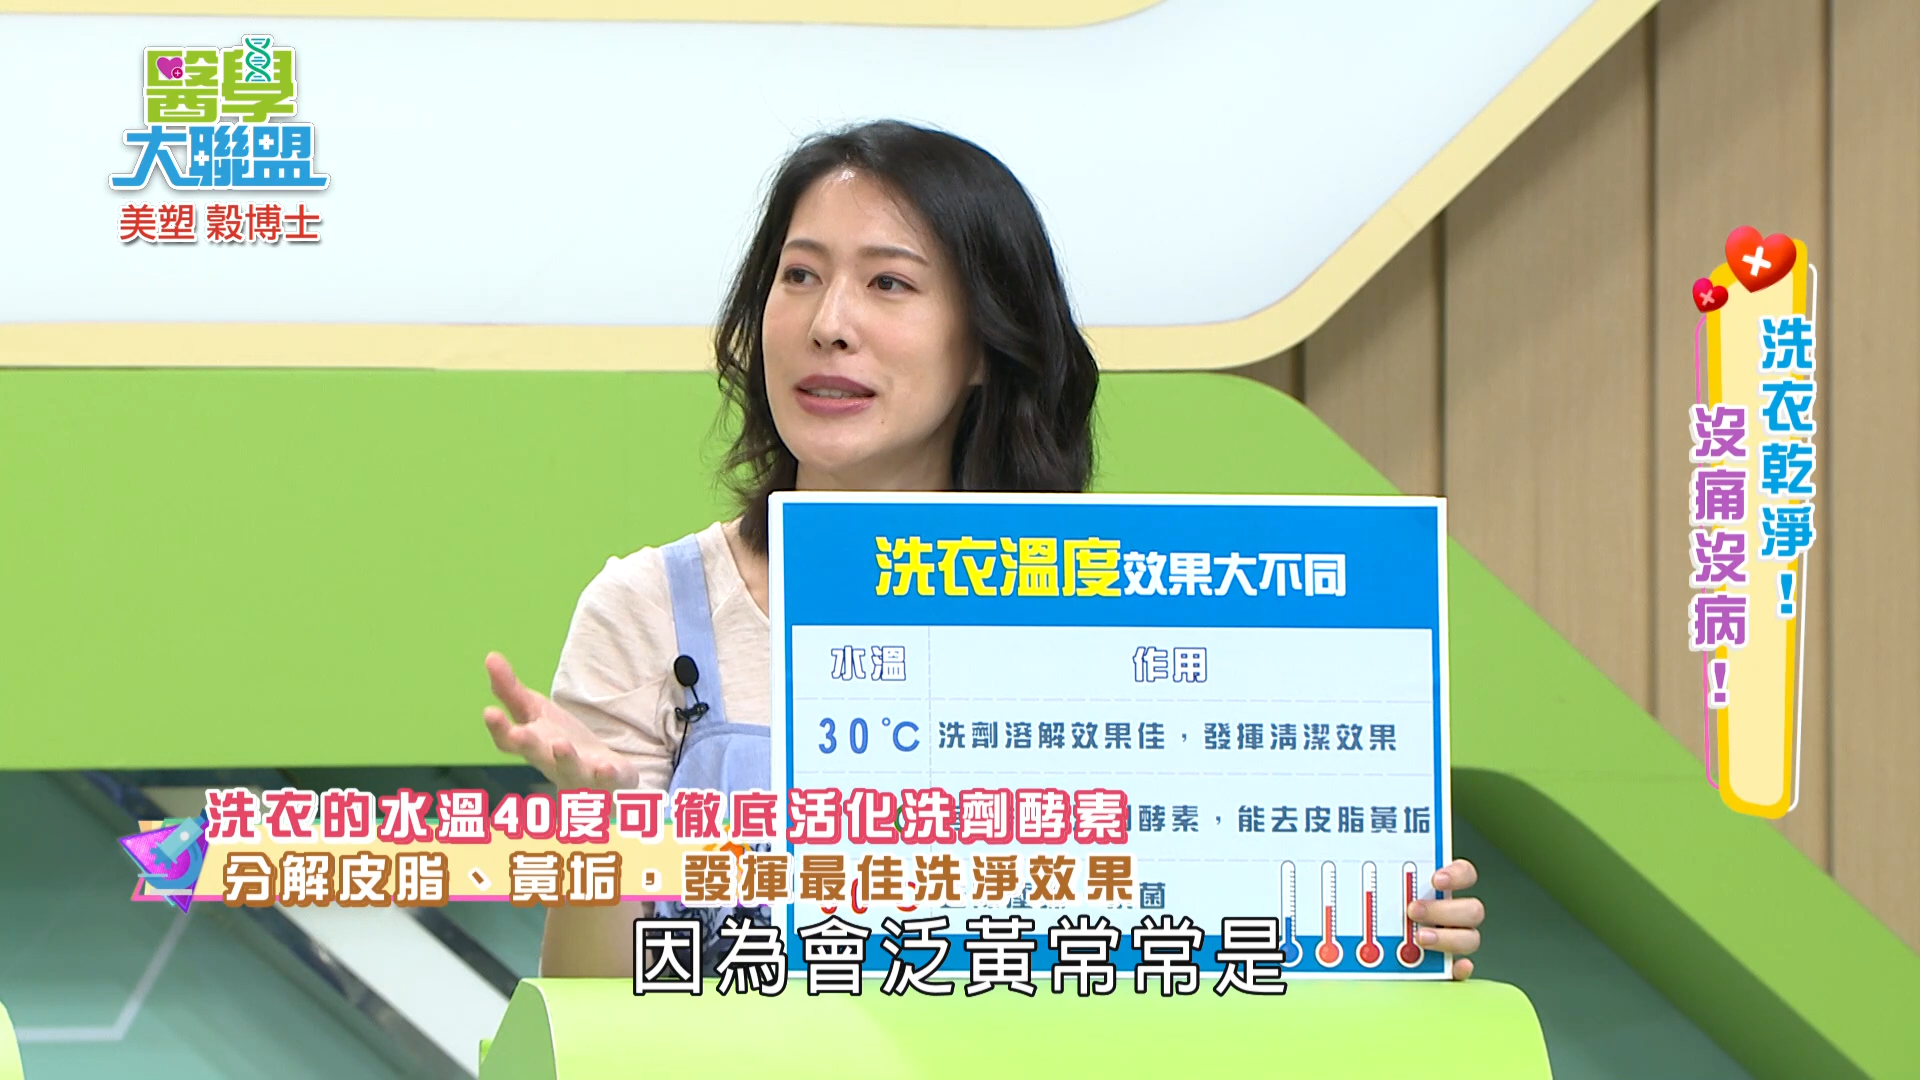 醫學
大聯盟
美塑 穀博士
洗衣乾淨！
沒痛沒病！
洗衣溫度效果大不同
水溫 作用
30℃ 洗劑溶解效果佳，發揮清潔效果
酵素，能去皮脂黃垢
菌
洗衣的水溫40度可徹底活化洗劑酵素
分解皮脂、黃垢，發揮最佳洗淨效果
因為會泛黃常常是